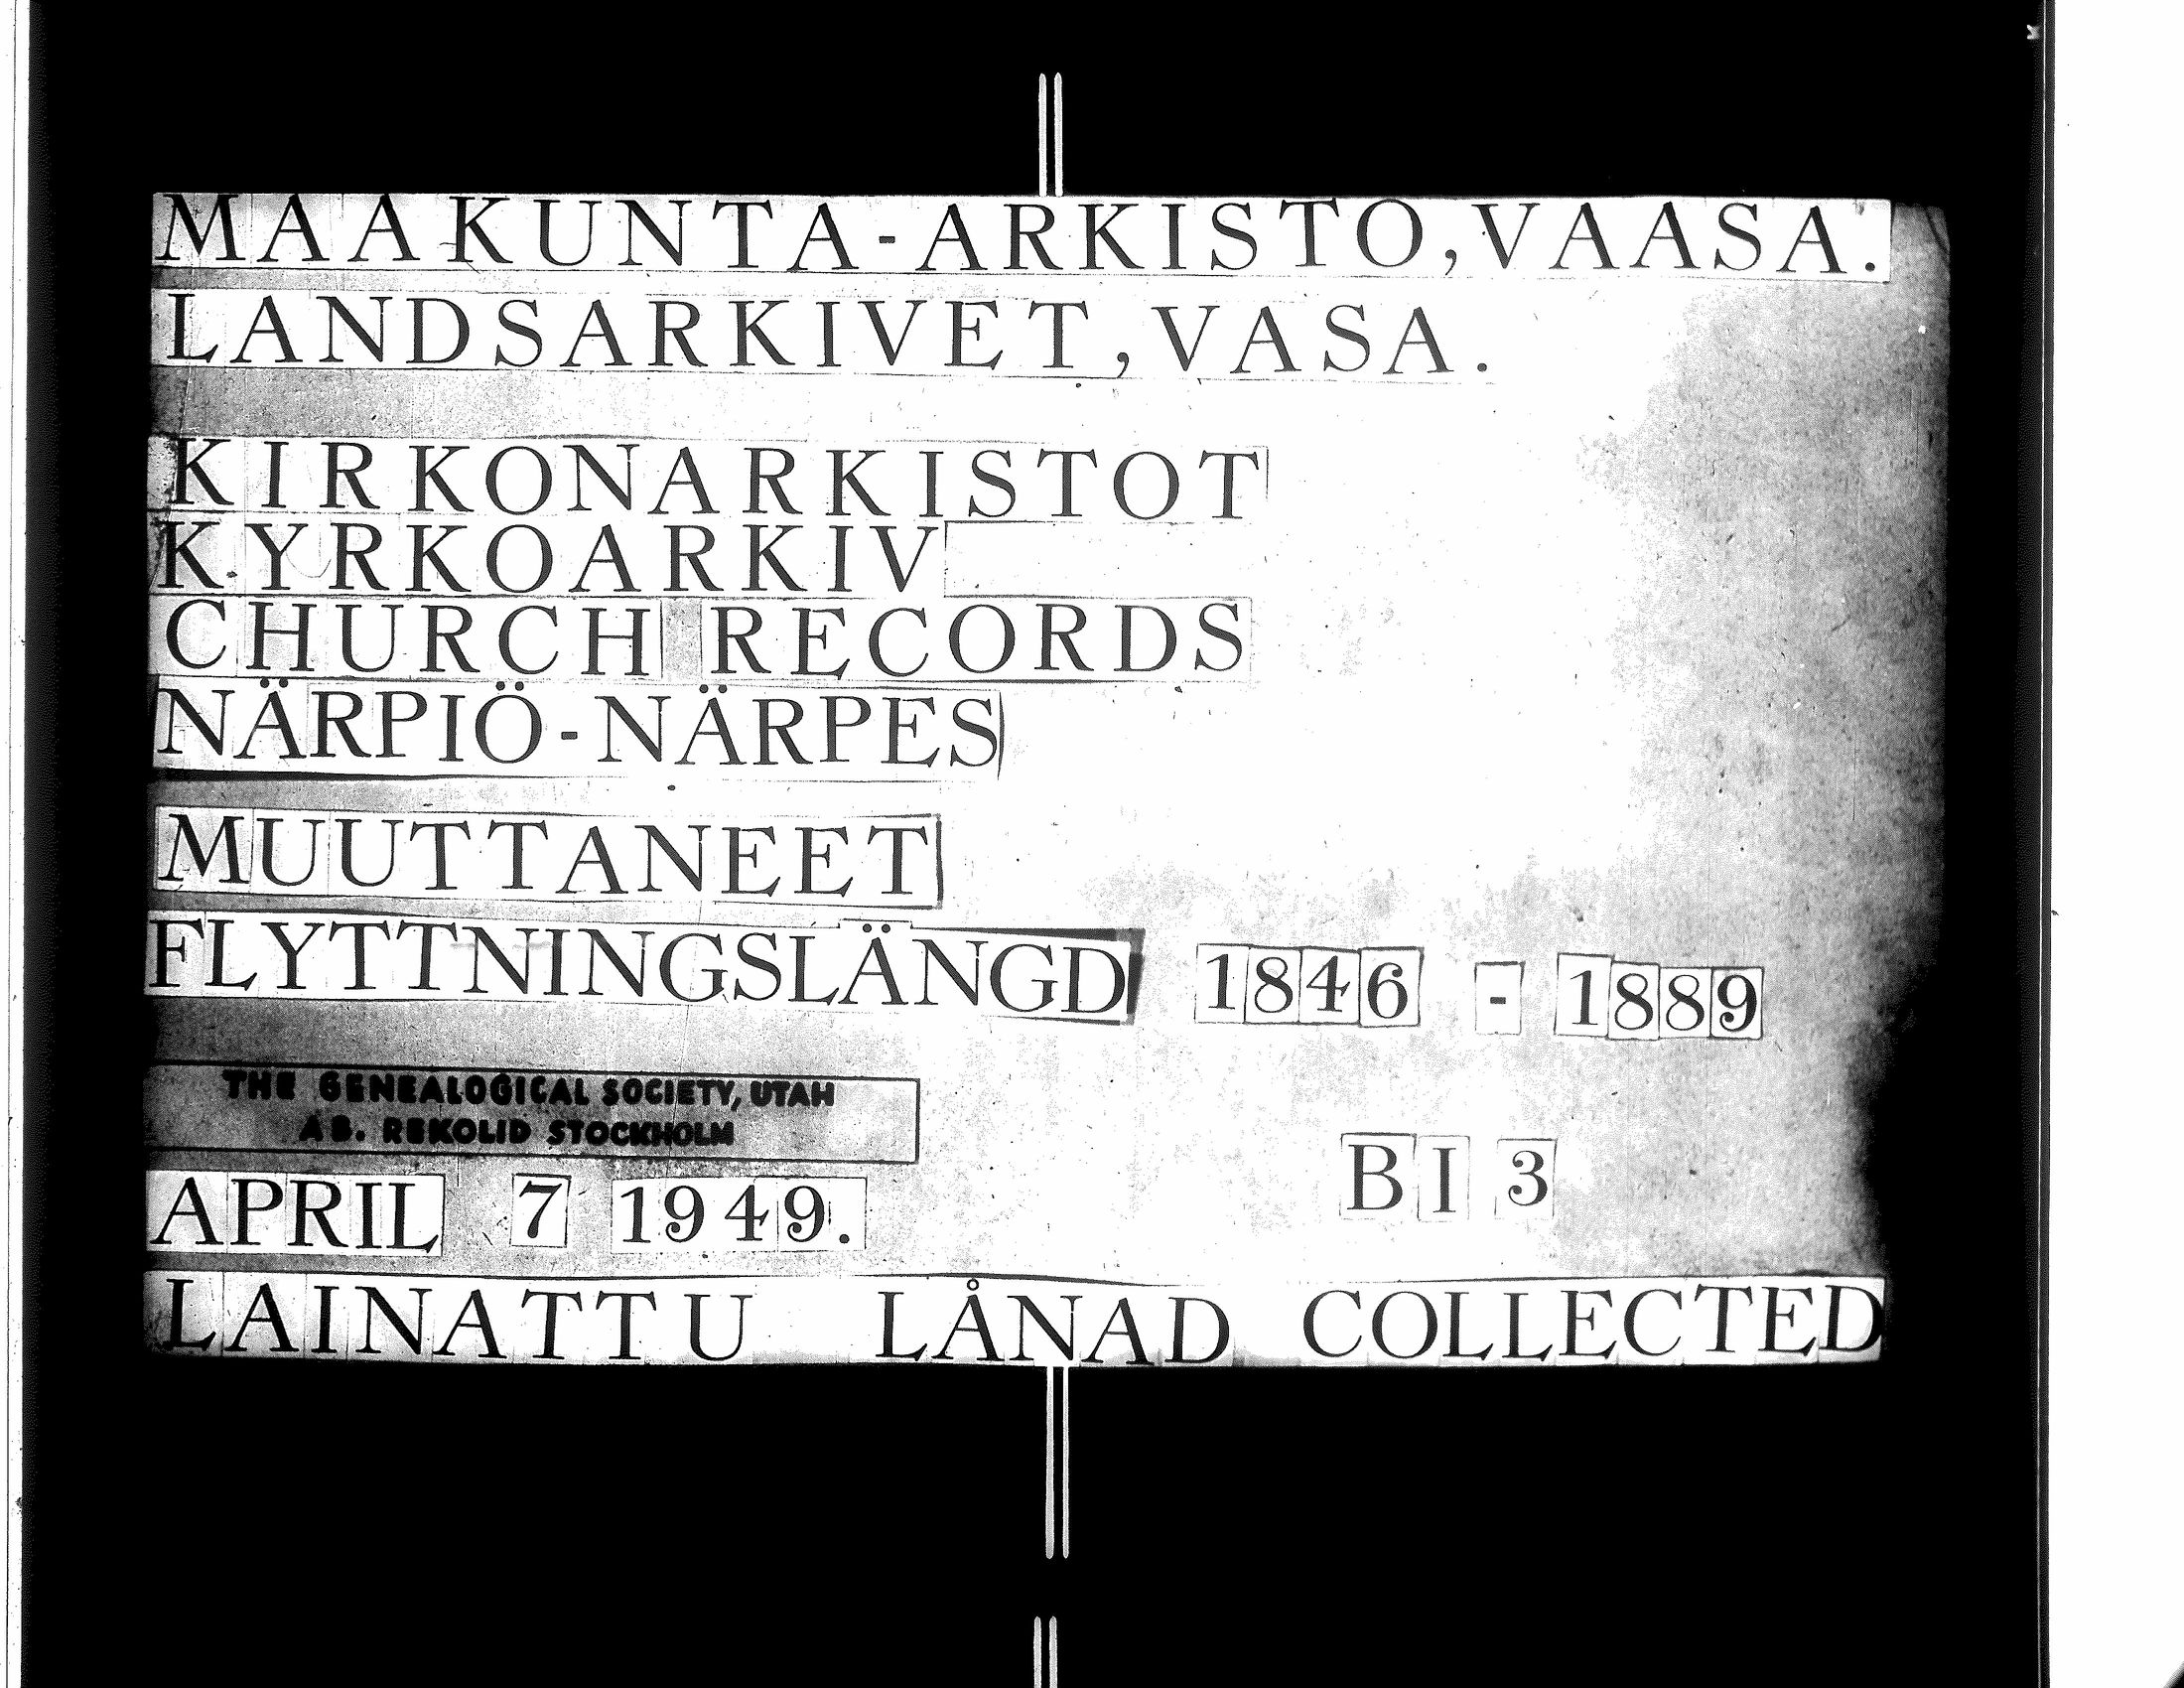 MAAKUNTA-ARKISTO, VAASA.
LANDSARKIVET, VASA.
KIRKONARKISTOT
KYRKOARKIV
CHURCH RECORDS
NÄRPIÖ-NÄRPES
MUUTTANEET
FLYTTNINGSLÄNGD 1846 - 1889
THE GENEALOGICAL SOCIETY, UTAH
AB. REKOLID STOCKHOLM
BI 3
APRIL 7 1949.
LAINATTU LÅNAD COLLECTED